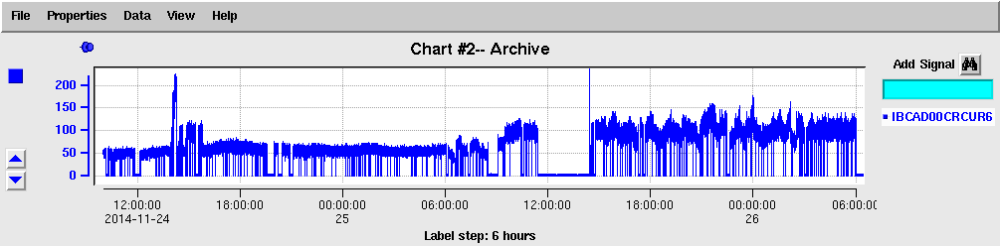 File Properties Data View Help
Chart #2-- Archive
Add Signal
IBCAD00CRCUR6
200
150
100
50
0
12:00:00 18:00:00 00:00:00 06:00:00 12:00:00 18:00:00 00:00:00 06:00:00
2014-11-24 25 26
Label step: 6 hours